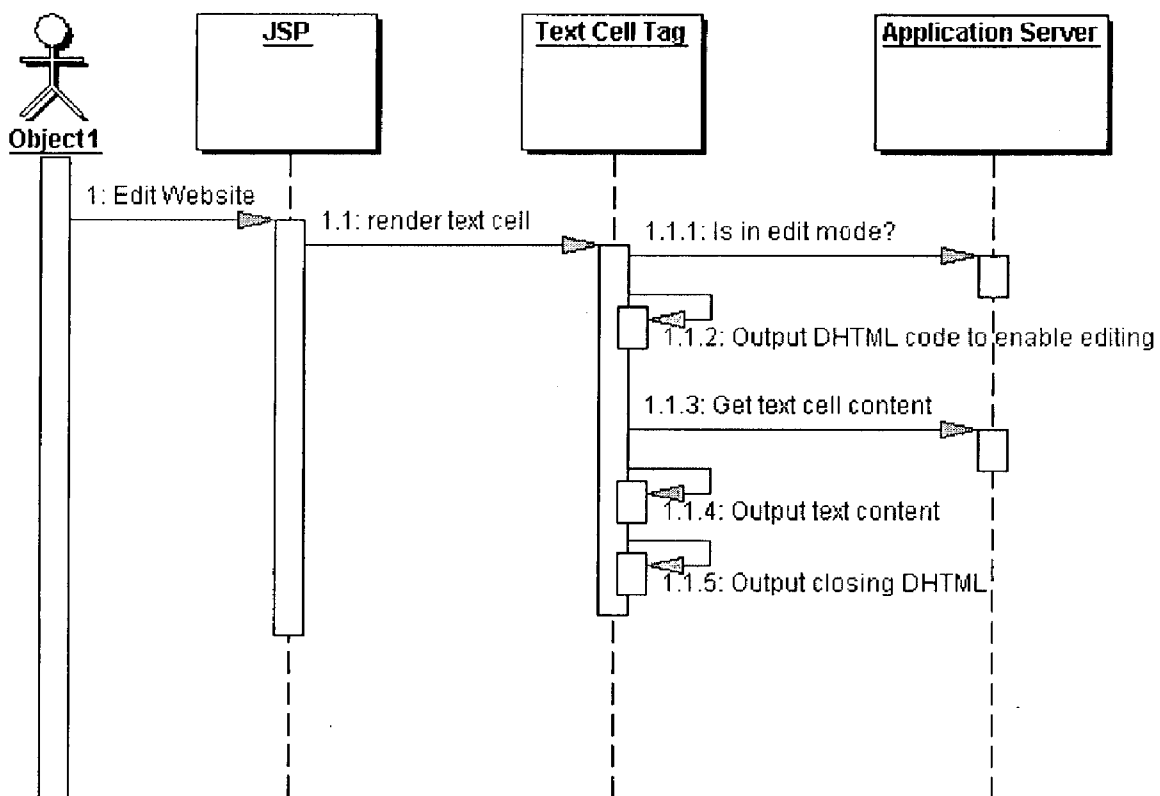 JSP
Text Cell Tag
Application Server
Object1
1: Edit Website
1.1: render text cell
1.1.1: Is in edit mode?
1.1.2: Output DHTML code to enable editing
1.1.3: Get text cell content
1.1.4: Output text content
1.1.5: Output closing DHTML